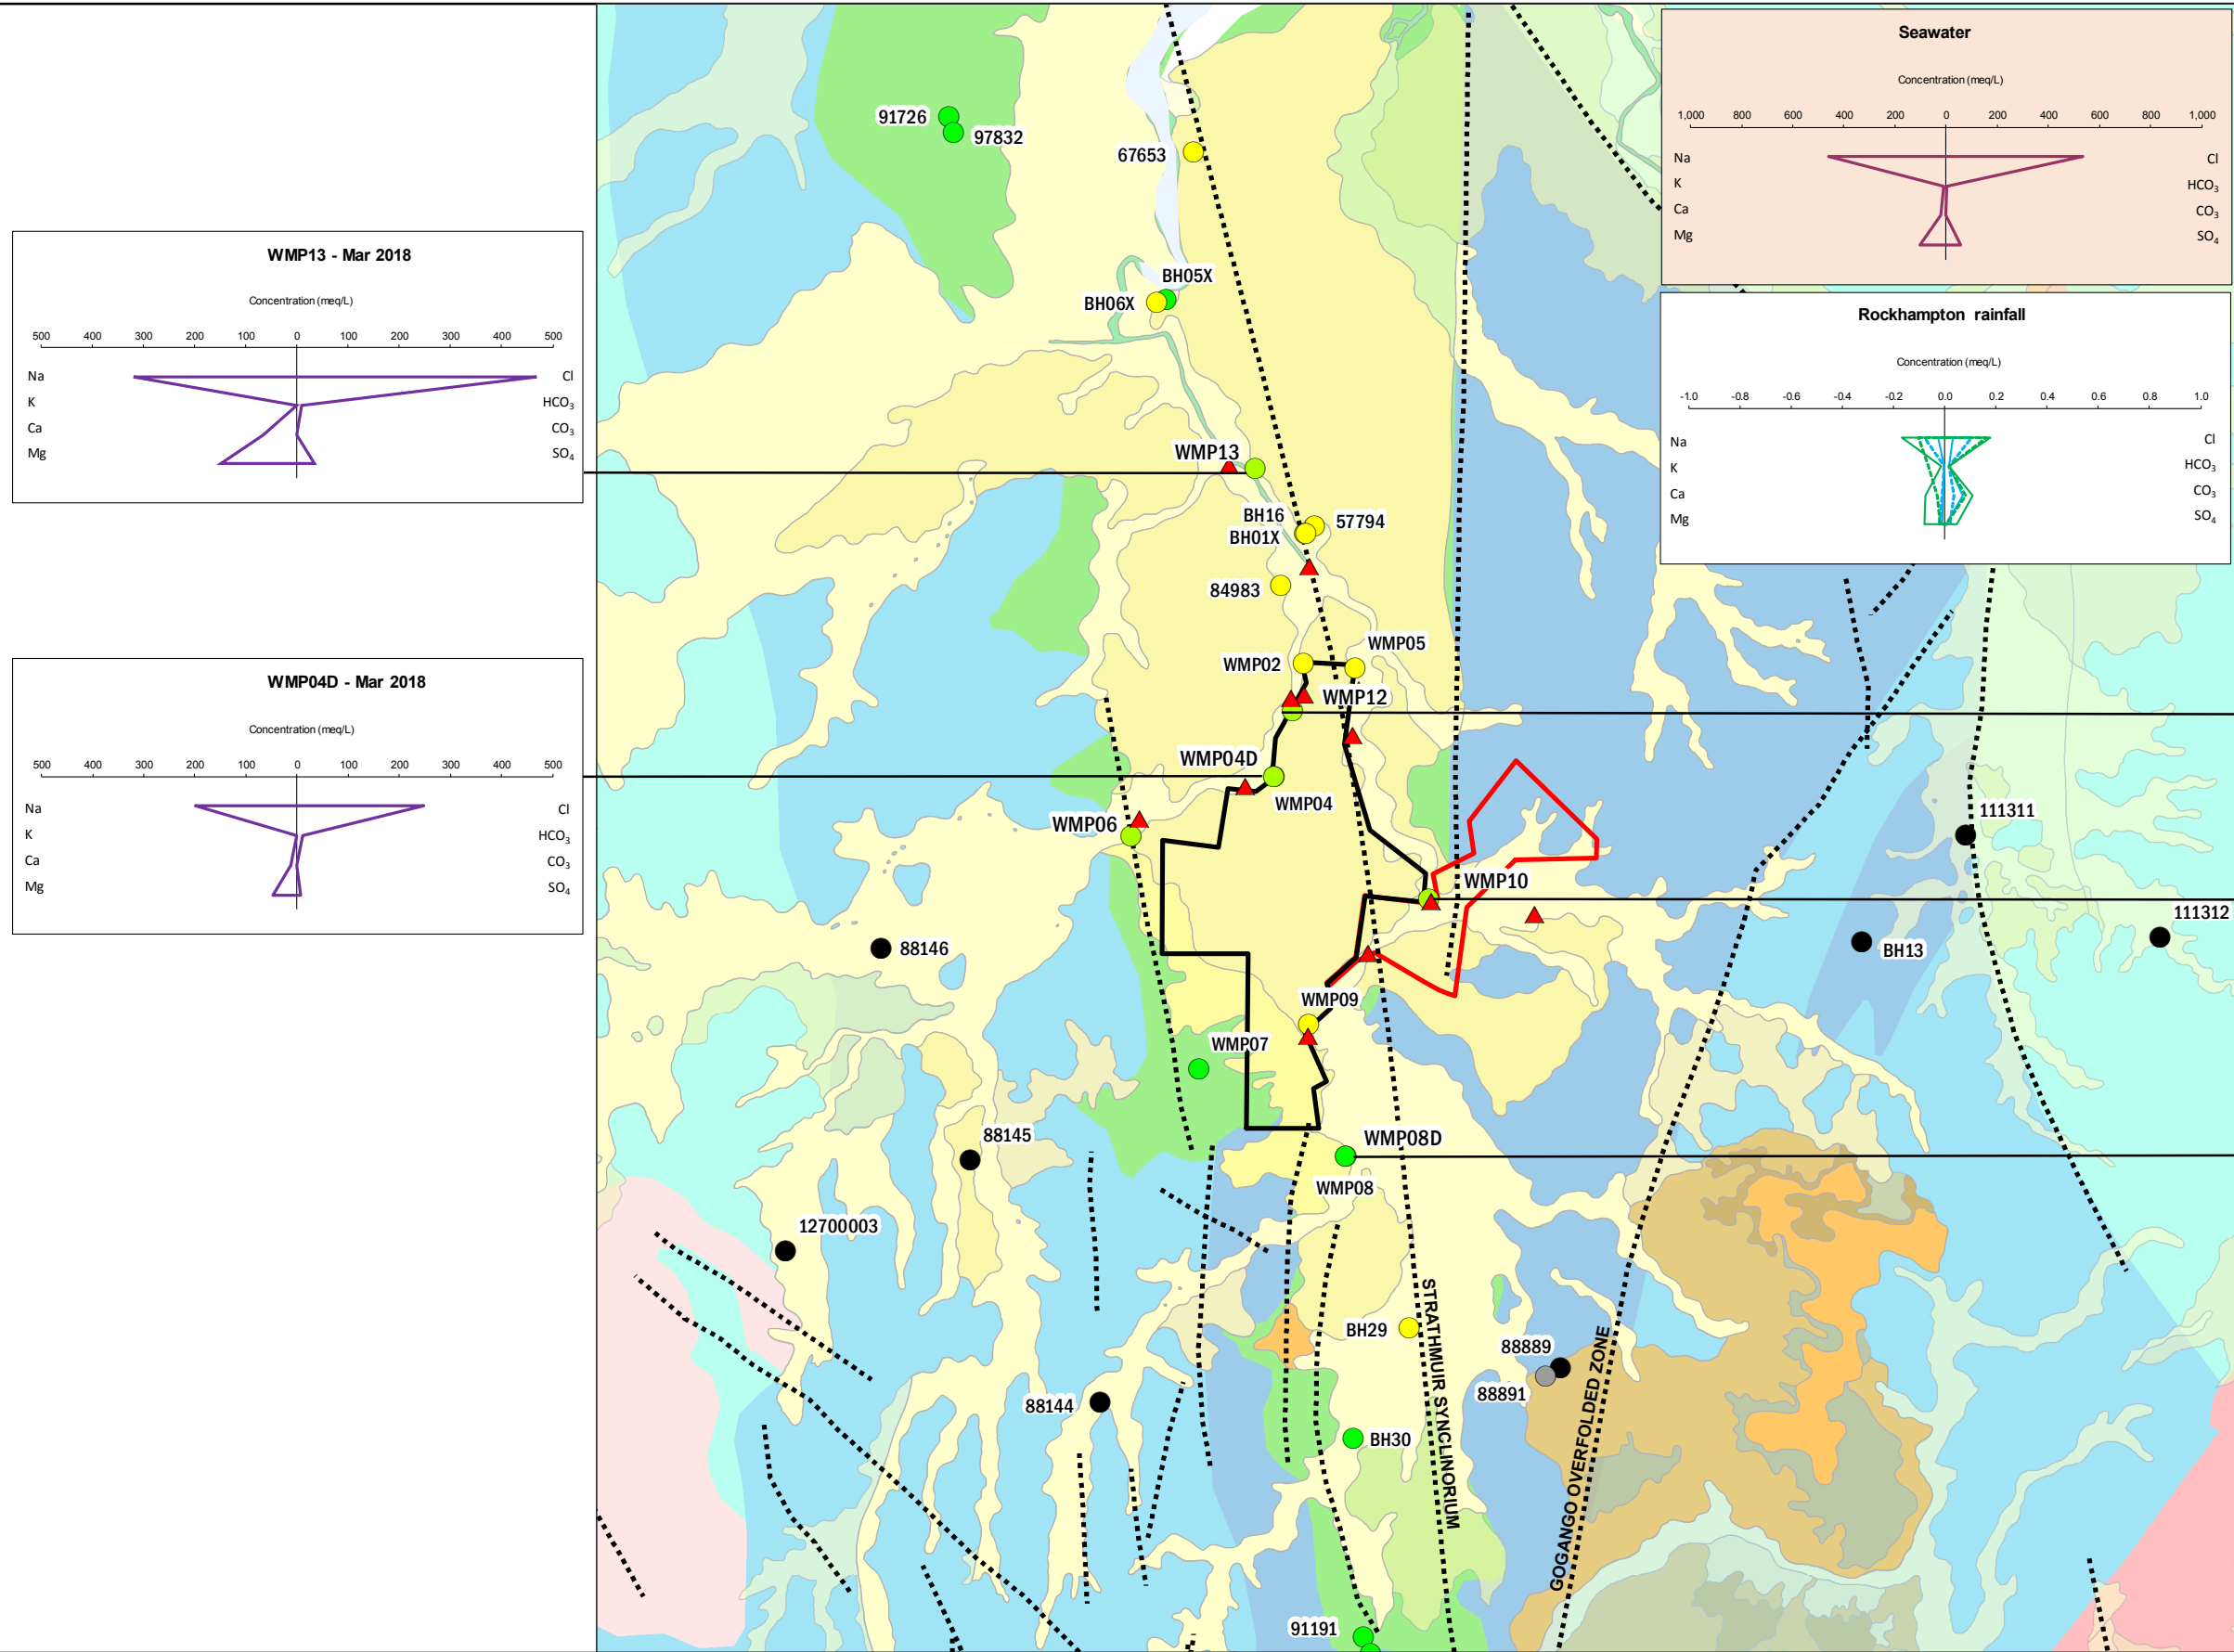 WMP13 - Mar 2018
Concentration (meq/L)
500 400 300 200 100 0 100 200 300 400 500
Na Cl
K HCO₃
Ca CO₃
Mg SO₄
WMP04D - Mar 2018
Concentration (meq/L)
500 400 300 200 100 0 100 200 300 400 500
Na Cl
K HCO₃
Ca CO₃
Mg SO₄
Seawater
Concentration (meq/L)
1,000 800 600 400 200 0 200 400 600 800 1,000
Na Cl
K HCO₃
Ca CO₃
Mg SO₄
Rockhampton rainfall
Concentration (meq/L)
-1.0 -0.8 -0.6 -0.4 -0.2 0.0 0.2 0.4 0.6 0.8 1.0
Na Cl
K HCO₃
Ca CO₃
Mg SO₄
91726
97832
67653
BH05X
BH06X
WMP13
BH16
57794
BH01X
84983
WMP05
WMP02
WMP12
WMP04D
WMP04
WMP06
111311
WMP10
111312
88146
BH13
WMP09
WMP07
88145
WMP08D
WMP08
12700003
BH29
88889
88891
88144
BH30
STRATHMUIR SYNCLINORIUM
GOGANGO OVERFOLDED ZONE
91191